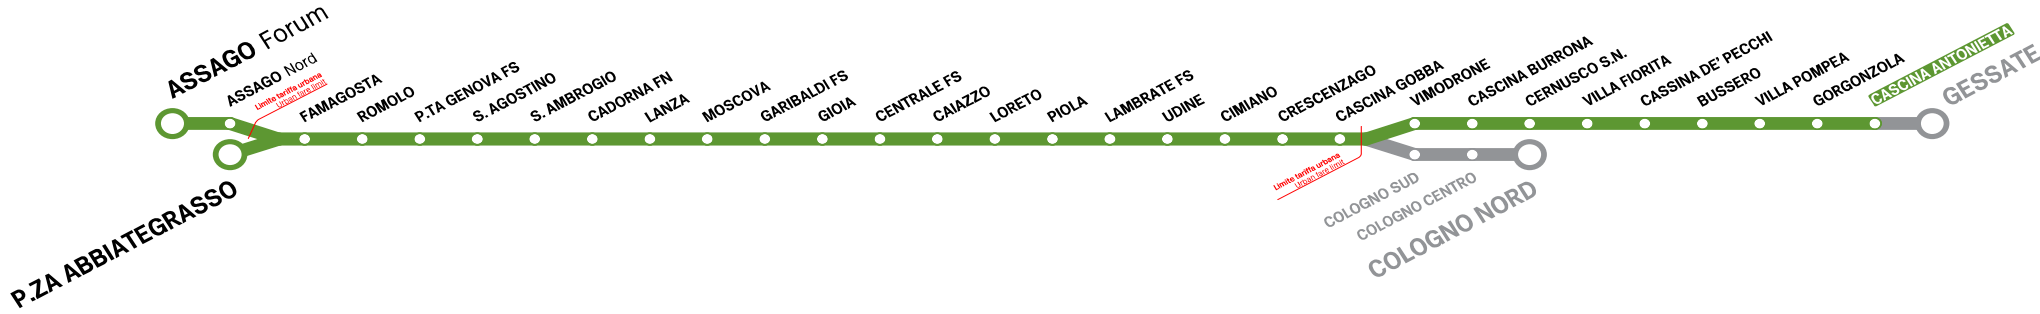 ASSAGO Forum
ASSAGO Nord
Limite tariffa urbana
Urban fare limit
P.ZA ABBIATEGRASSO
FAMAGOSTA
ROMOLO
P.TA GENOVA FS
S. AGOSTINO
S. AMBROGIO
CADORNA FN
LANZA
MOSCOVA
GARIBALDI FS
GIOIA
CENTRALE FS
CAIAZZO
LORETO
PIOLA
LAMBRATE FS
UDINE
CIMIANO
CRESCENZAGO
CASCINA GOBBA
Limite tariffa urbana
Urban fare limit
VIMODRONE
CASCINA BURRONA
CERNUSCO S.N.
VILLA FIORITA
CASSINA DE' PECCHI
BUSSERO
VILLA POMPEA
GORGONZOLA
CASCINA ANTONIETTA
GESSATE
COLOGNO SUD
COLOGNO CENTRO
COLOGNO NORD